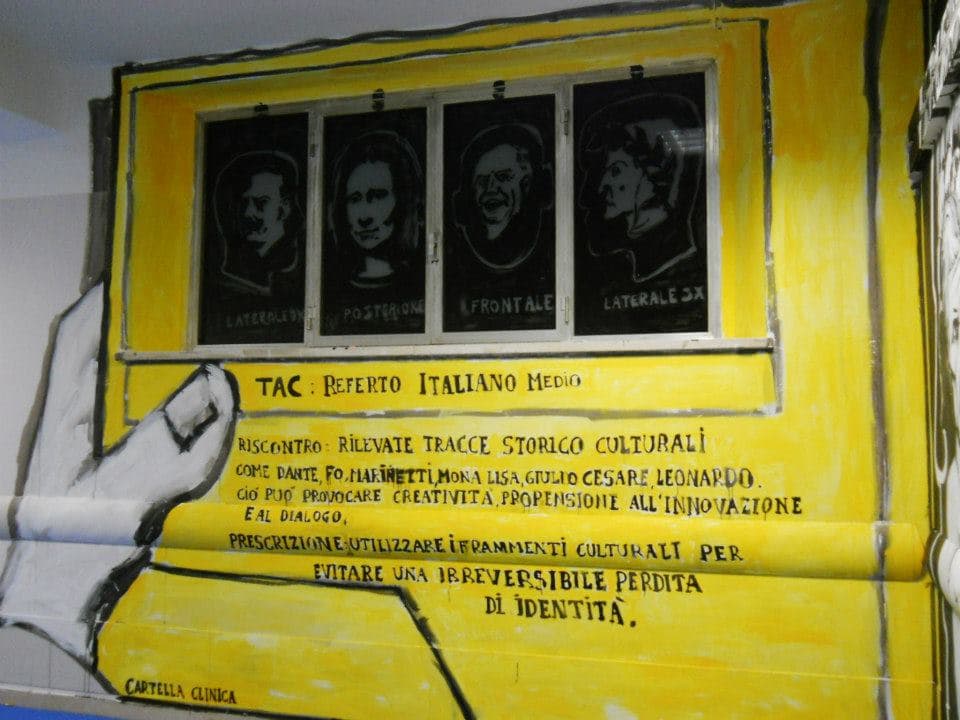 LATERALE DX
POSTERIORE
FRONTALE
LATERALE SX
TAC : REFERTO ITALIANO MEDIO
RISCONTRO: RILEVATE TRACCE STORICO CULTURALI
COME DANTE, FO, MARINETTI, MONA LISA, GIULIO CESARE, LEONARDO.
CIÒ PUÒ PROVOCARE CREATIVITÀ, PROPENSIONE ALL'INNOVAZIONE
E AL DIALOGO.
PRESCRIZIONE: UTILIZZARE I FRAMMENTI CULTURALI PER
EVITARE UNA IRREVERSIBILE PERDITA
DI IDENTITÀ.
CARTELLA CLINICA